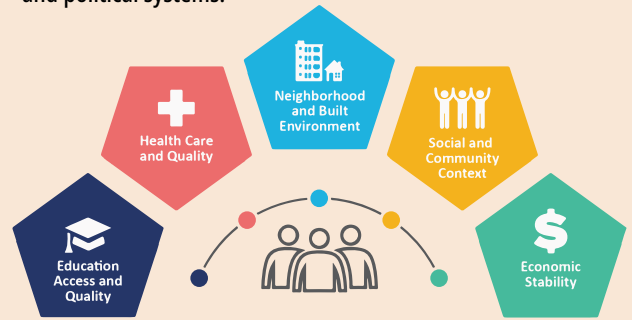 and political systems.
Neighborhood
and Built
Environment
Health Care
and Quality
Social and
Community
Context
Education
Access and
Quality
Economic
Stability